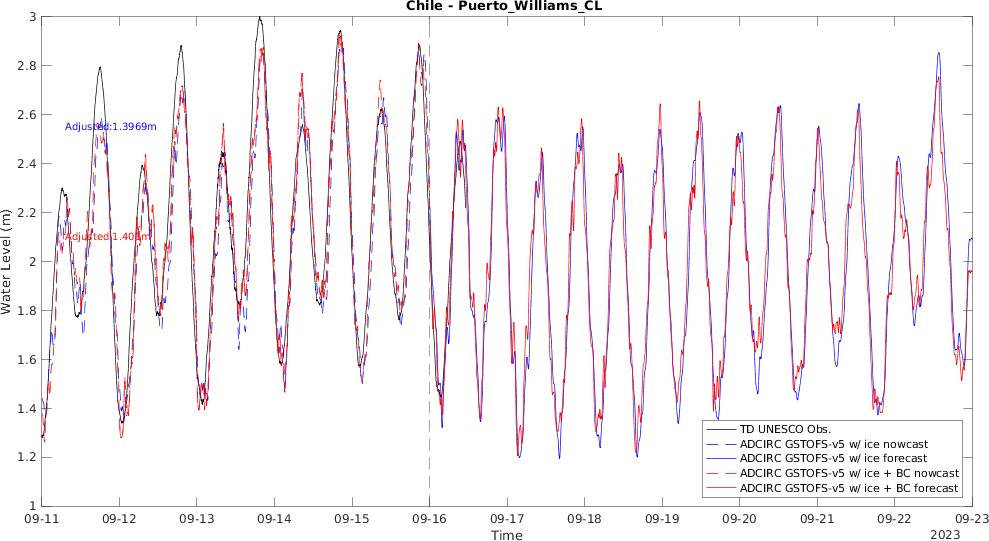 Chile - Puerto_Williams_CL
3
2.8
2.6
2.4
2.2
2
1.8
1.6
1.4
1.2
1
Water Level (m)
Adjusted:1.3969m
TD UNESCO Obs.
ADCIRC GSTOFS-v5 w/ ice nowcast
ADCIRC GSTOFS-v5 w/ ice forecast
ADCIRC GSTOFS-v5 w/ ice + BC nowcast
ADCIRC GSTOFS-v5 w/ ice + BC forecast
09-11 09-12 09-13 09-14 09-15 09-16 09-17 09-18 09-19 09-20 09-21 09-22 09-23
Time
2023